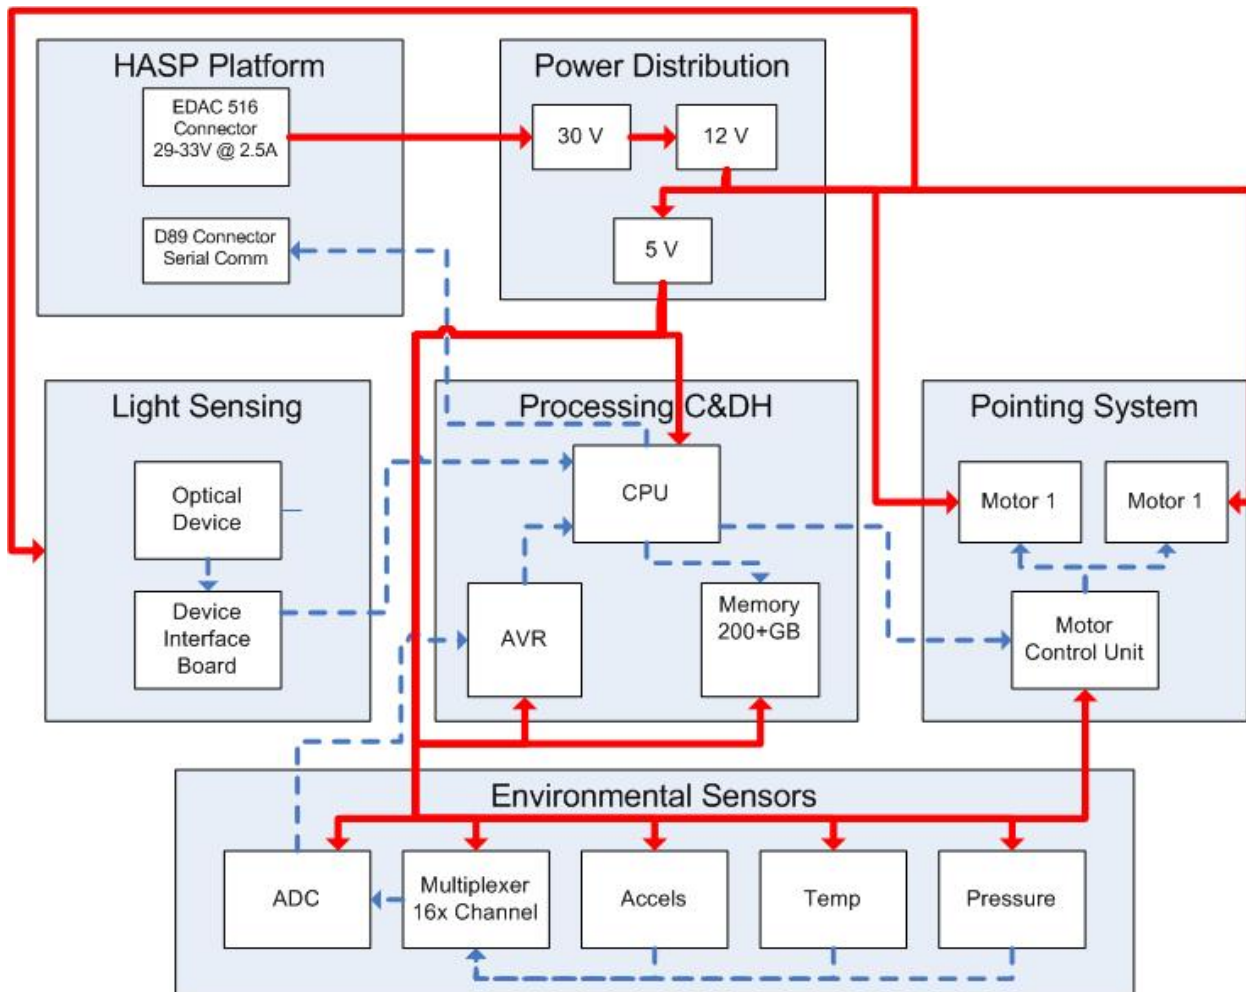 HASP Platform
EDAC 516
Connector
29-33V @ 2.5A
D89 Connector
Serial Comm
Power Distribution
30 V
12 V
5 V
Light Sensing
Optical
Device
Device
Interface
Board
Processing C&DH
CPU
AVR
Memory
200+GB
Pointing System
Motor 1
Motor 1
Motor
Control Unit
Environmental Sensors
ADC
Multiplexer
16x Channel
Accels
Temp
Pressure